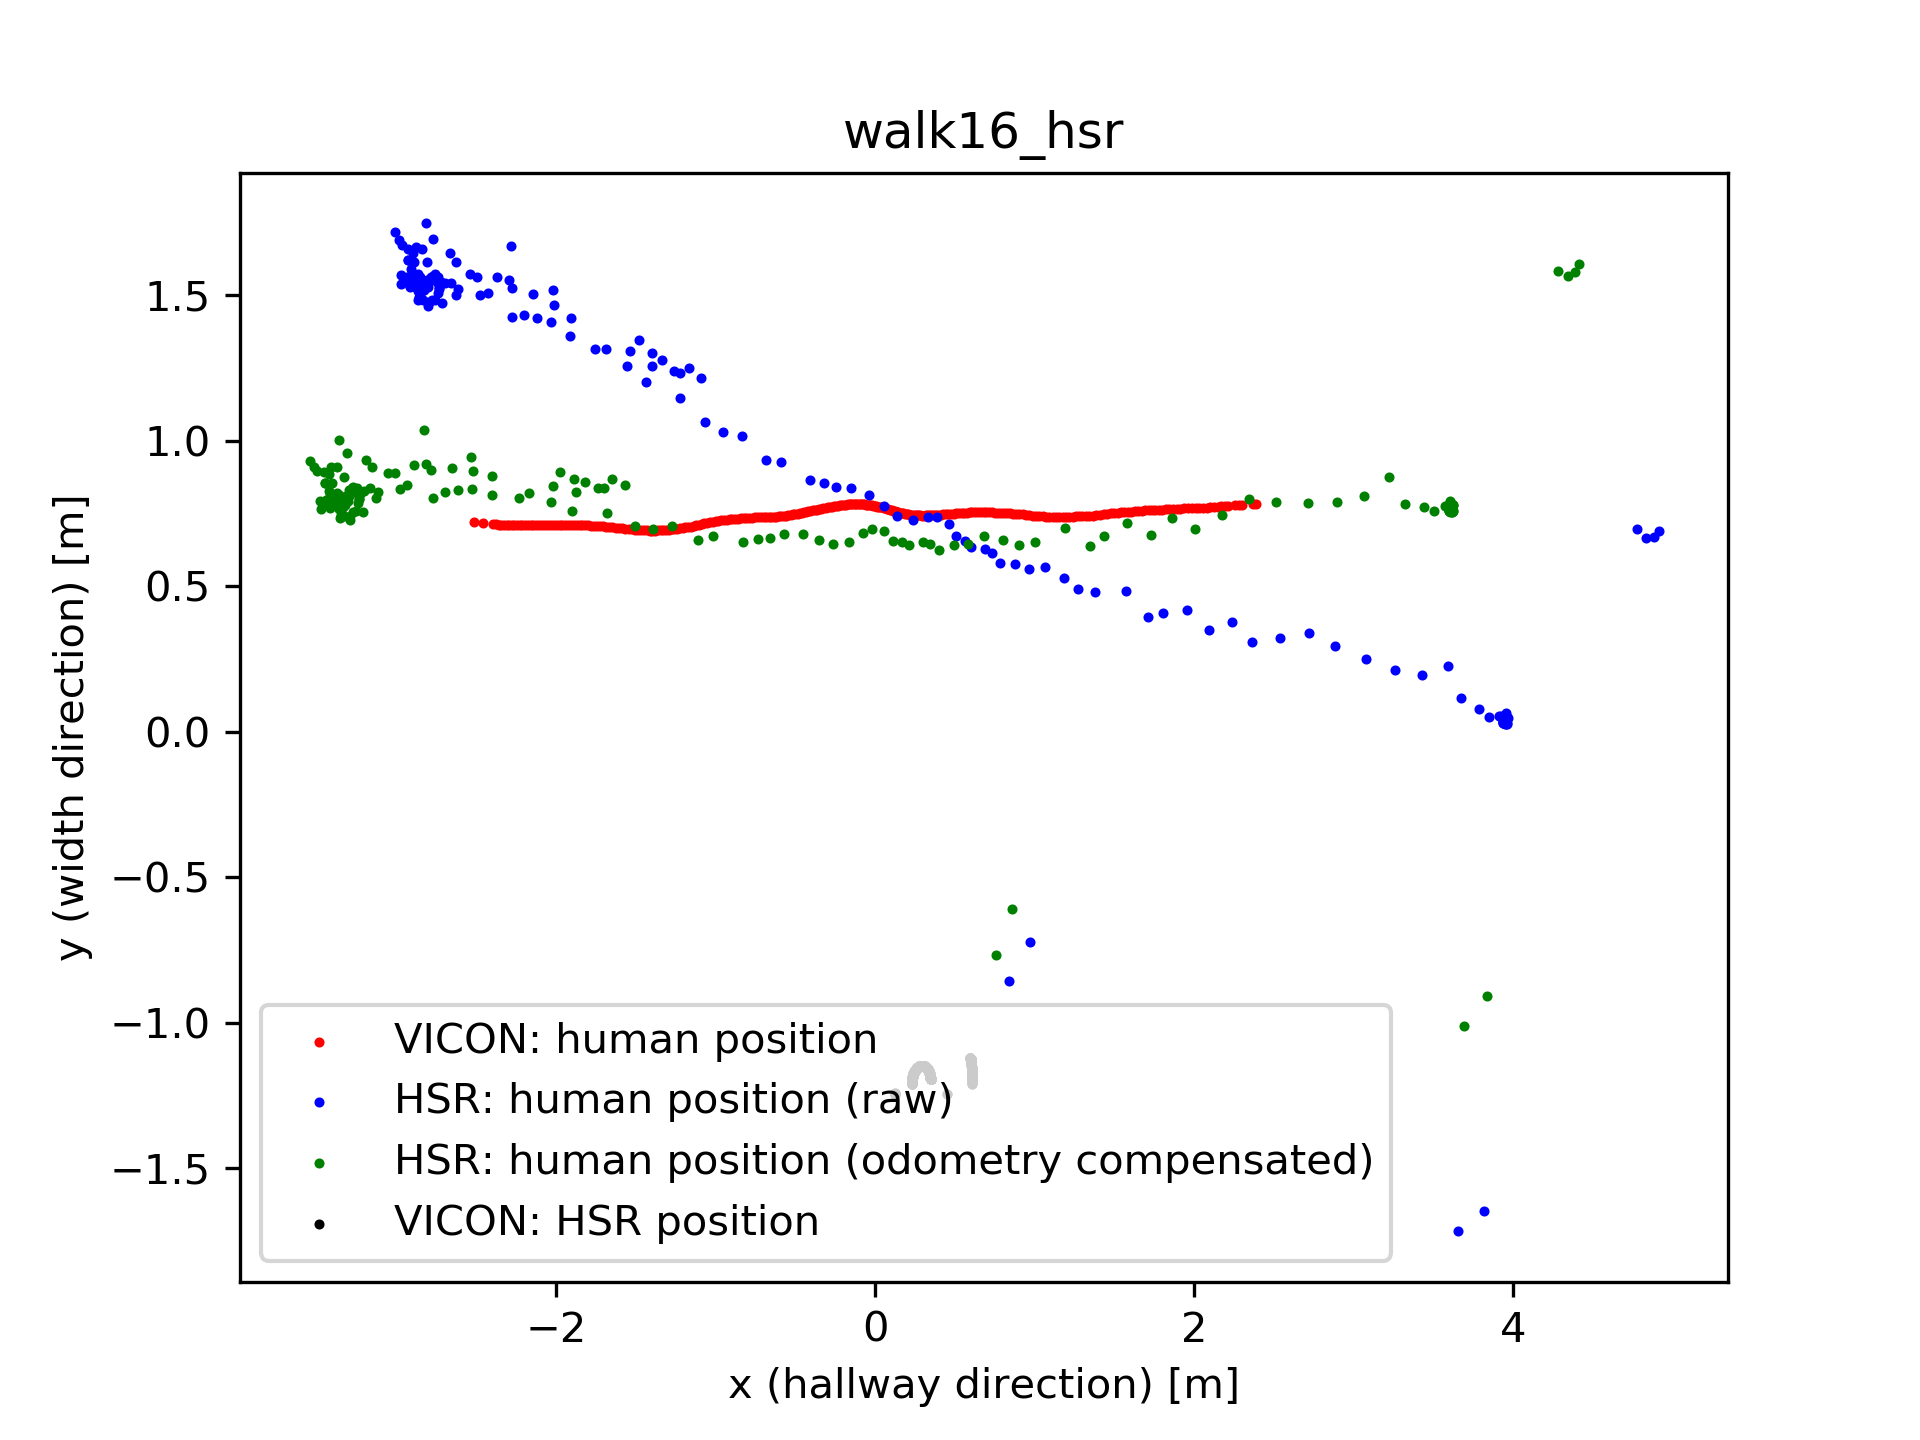 walk16_hsr
y (width direction) [m]
1.5
1.0
0.5
0.0
−0.5
−1.0
−1.5
VICON: human position
HSR: human position (raw)
HSR: human position (odometry compensated)
VICON: HSR position
−2 0 2 4
x (hallway direction) [m]